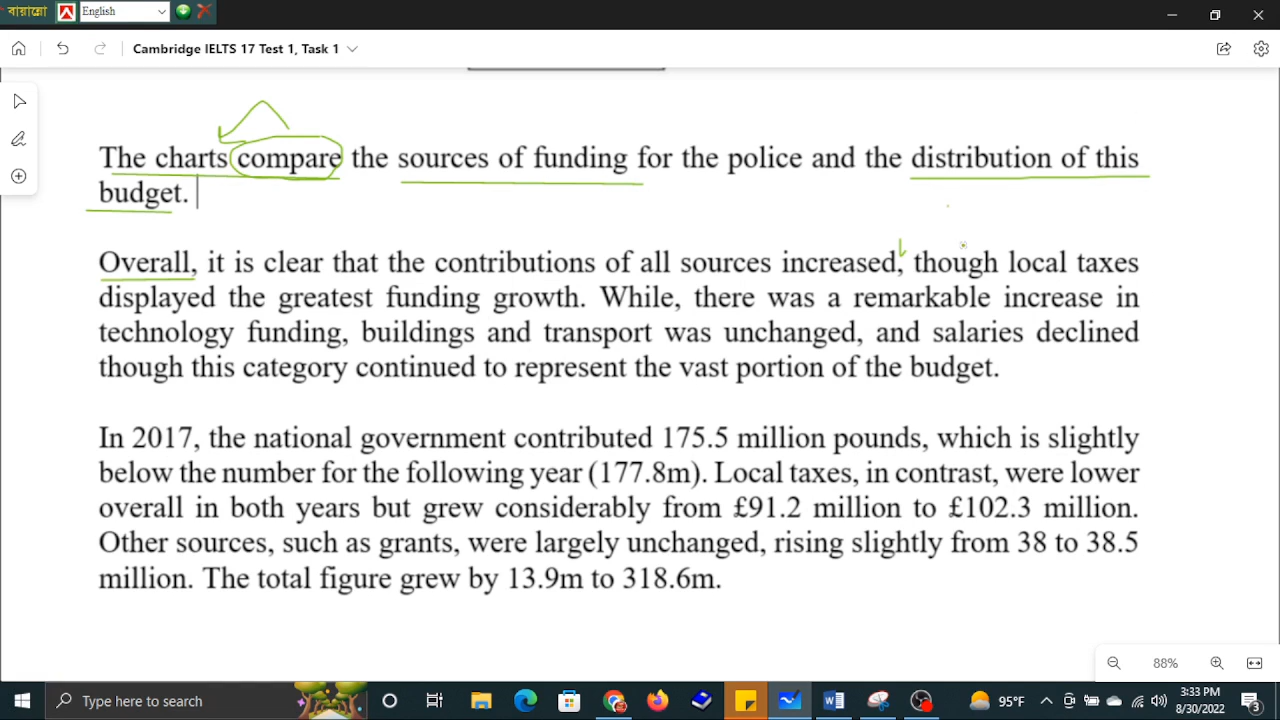 বায়ান্নো English
Cambridge IELTS 17 Test 1, Task 1
The charts compare the sources of funding for the police and the distribution of this
budget.
Overall, it is clear that the contributions of all sources increased, though local taxes
displayed the greatest funding growth. While, there was a remarkable increase in
technology funding, buildings and transport was unchanged, and salaries declined
though this category continued to represent the vast portion of the budget.
In 2017, the national government contributed 175.5 million pounds, which is slightly
below the number for the following year (177.8m). Local taxes, in contrast, were lower
overall in both years but grew considerably from £91.2 million to £102.3 million.
Other sources, such as grants, were largely unchanged, rising slightly from 38 to 38.5
million. The total figure grew by 13.9m to 318.6m.
88%
Type here to search
95°F
3:33 PM
8/30/2022
3